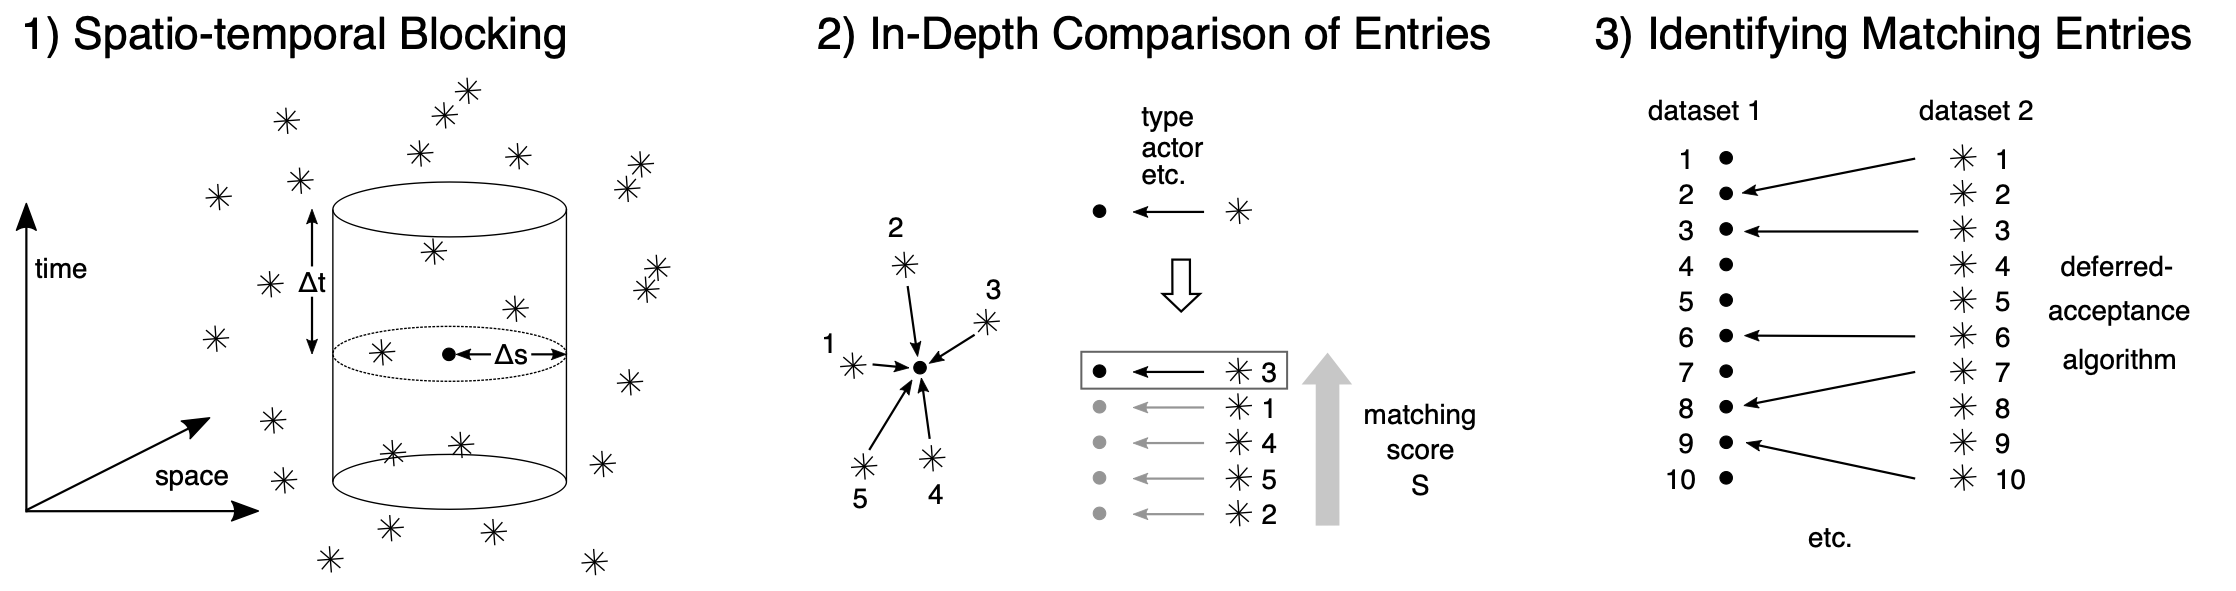 1) Spatio-temporal Blocking
time
Δt
Δs
space
2) In-Depth Comparison of Entries
type
actor
etc.
2
3
1
5
4
3
1
4
5
2
matching
score
S
3) Identifying Matching Entries
dataset 1 dataset 2
1 1
2 2
3 3
4 4
5 5
6 6
7 7
8 8
9 9
10 10
deferred-
acceptance
algorithm
etc.